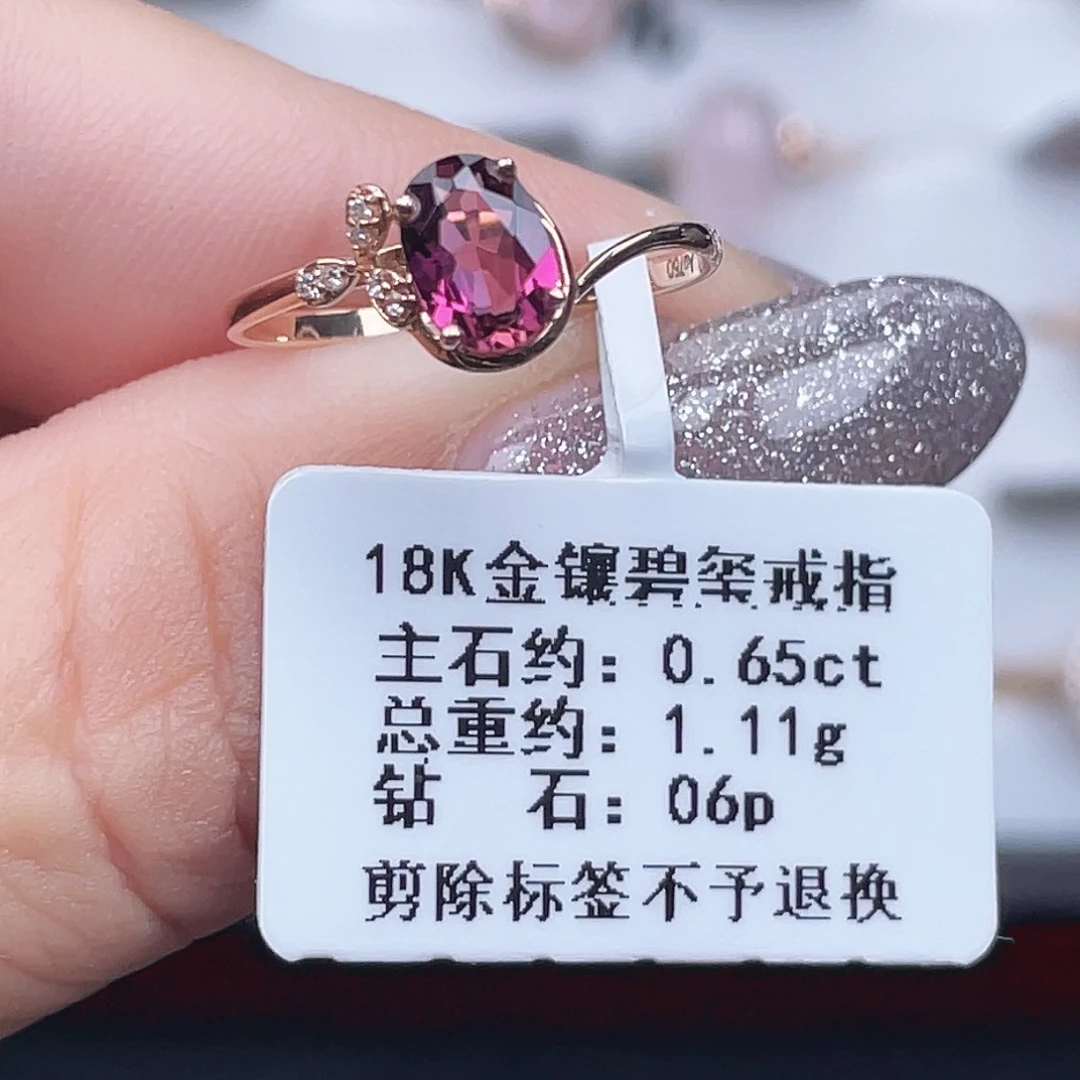 18K金镶碧玺戒指
主石约：0.65ct
总重约：1.11g
钻 石：06p
剪除标签不予退换